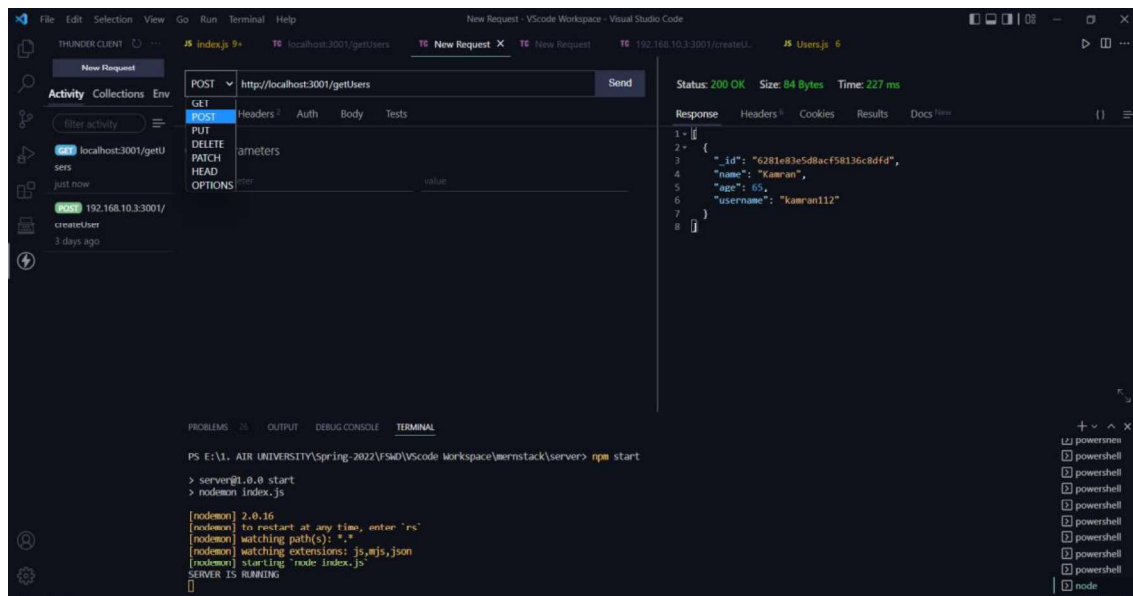 File Edit Selection View Go Run Terminal Help New Request - VScode Workspace - Visual Studio Code
THUNDER CLIENT
JS index.js 9+ TC localhost:3001/getUsers TC New Request TC New Request TC 192.168.10.3:3001/createU... JS Users.js 6
New Request
Activity Collections Env
filter activity
GET localhost:3001/getU
sers
just now
POST 192.168.10.3:3001/
createUser
3 days ago
POST http://localhost:3001/getUsers Send
GET
POST
PUT
DELETE
PATCH
HEAD
OPTIONS
Headers 2 Auth Body Tests
ameters
eter value
Status: 200 OK Size: 84 Bytes Time: 227 ms
Response Headers 6 Cookies Results Docs New {}
1 [
2 {
3 "_id": "6281e83e5d8acf58136c8dfd",
4 "name": "Kamran",
5 "age": 65,
6 "username": "kamran112"
7 }
8 ]
PROBLEMS 26 OUTPUT DEBUG CONSOLE TERMINAL
PS E:\1. AIR UNIVERSITY\Spring-2022\FSWD\VScode Workspace\mernstack\server> npm start
> server@1.0.0 start
> nodemon index.js
[nodemon] 2.0.16
[nodemon] to restart at any time, enter `rs`
[nodemon] watching path(s): *.*
[nodemon] watching extensions: js,mjs,json
[nodemon] starting `node index.js`
SERVER IS RUNNING
powershell
powershell
powershell
powershell
powershell
powershell
powershell
powershell
powershell
node